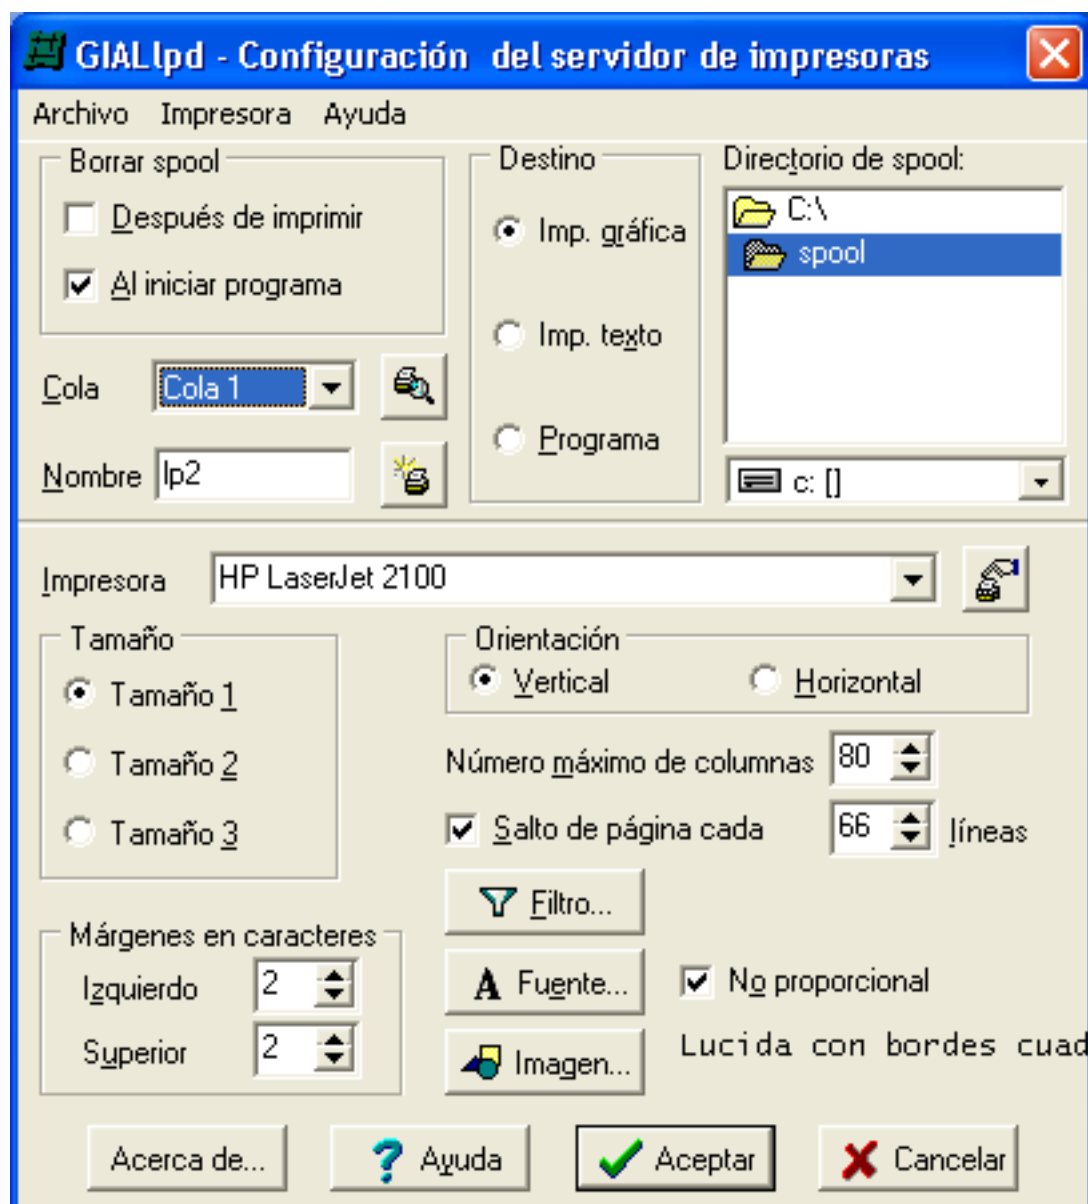 GIALlpd - Configuración  del servidor de impresoras
Archivo Impresora Ayuda
Borrar spool
Después de imprimir
Al iniciar programa
Destino
Imp. gráfica
Imp. texto
Programa
Directorio de spool:
C:\
spool
c: []
Cola Cola 1
Nombre lp2
Impresora HP LaserJet 2100
Tamaño
Tamaño 1
Tamaño 2
Tamaño 3
Orientación
Vertical Horizontal
Número máximo de columnas 80
Salto de página cada 66 líneas
Filtro...
Márgenes en caracteres
Izquierdo 2
Superior 2
Fuente... No proporcional
Imagen... Lucida con bordes cuad
Acerca de... Ayuda Aceptar Cancelar